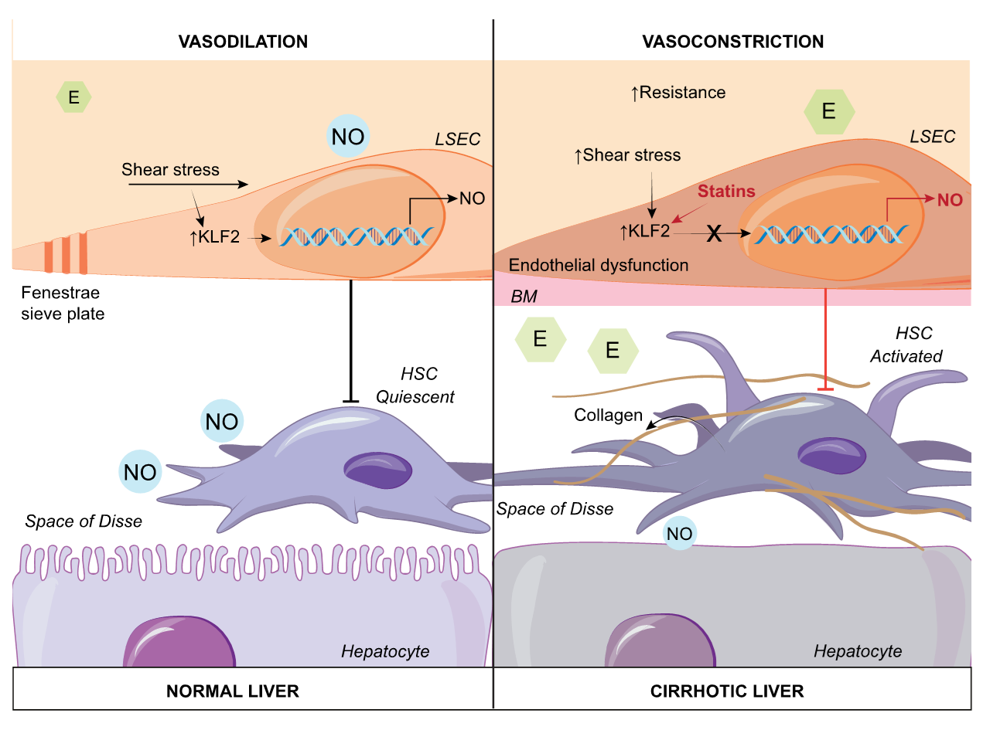 VASODILATION
E
NO
LSEC
Shear stress
NO
↑KLF2
Fenestrae
sieve plate
HSC
Quiescent
NO
NO
Space of Disse
Hepatocyte
NORMAL LIVER
VASOCONSTRICTION
↑Resistance
E
LSEC
↑Shear stress
Statins
NO
↑KLF2
X
Endothelial dysfunction
BM
E
E
HSC
Activated
Collagen
Space of Disse
NO
Hepatocyte
CIRRHOTIC LIVER